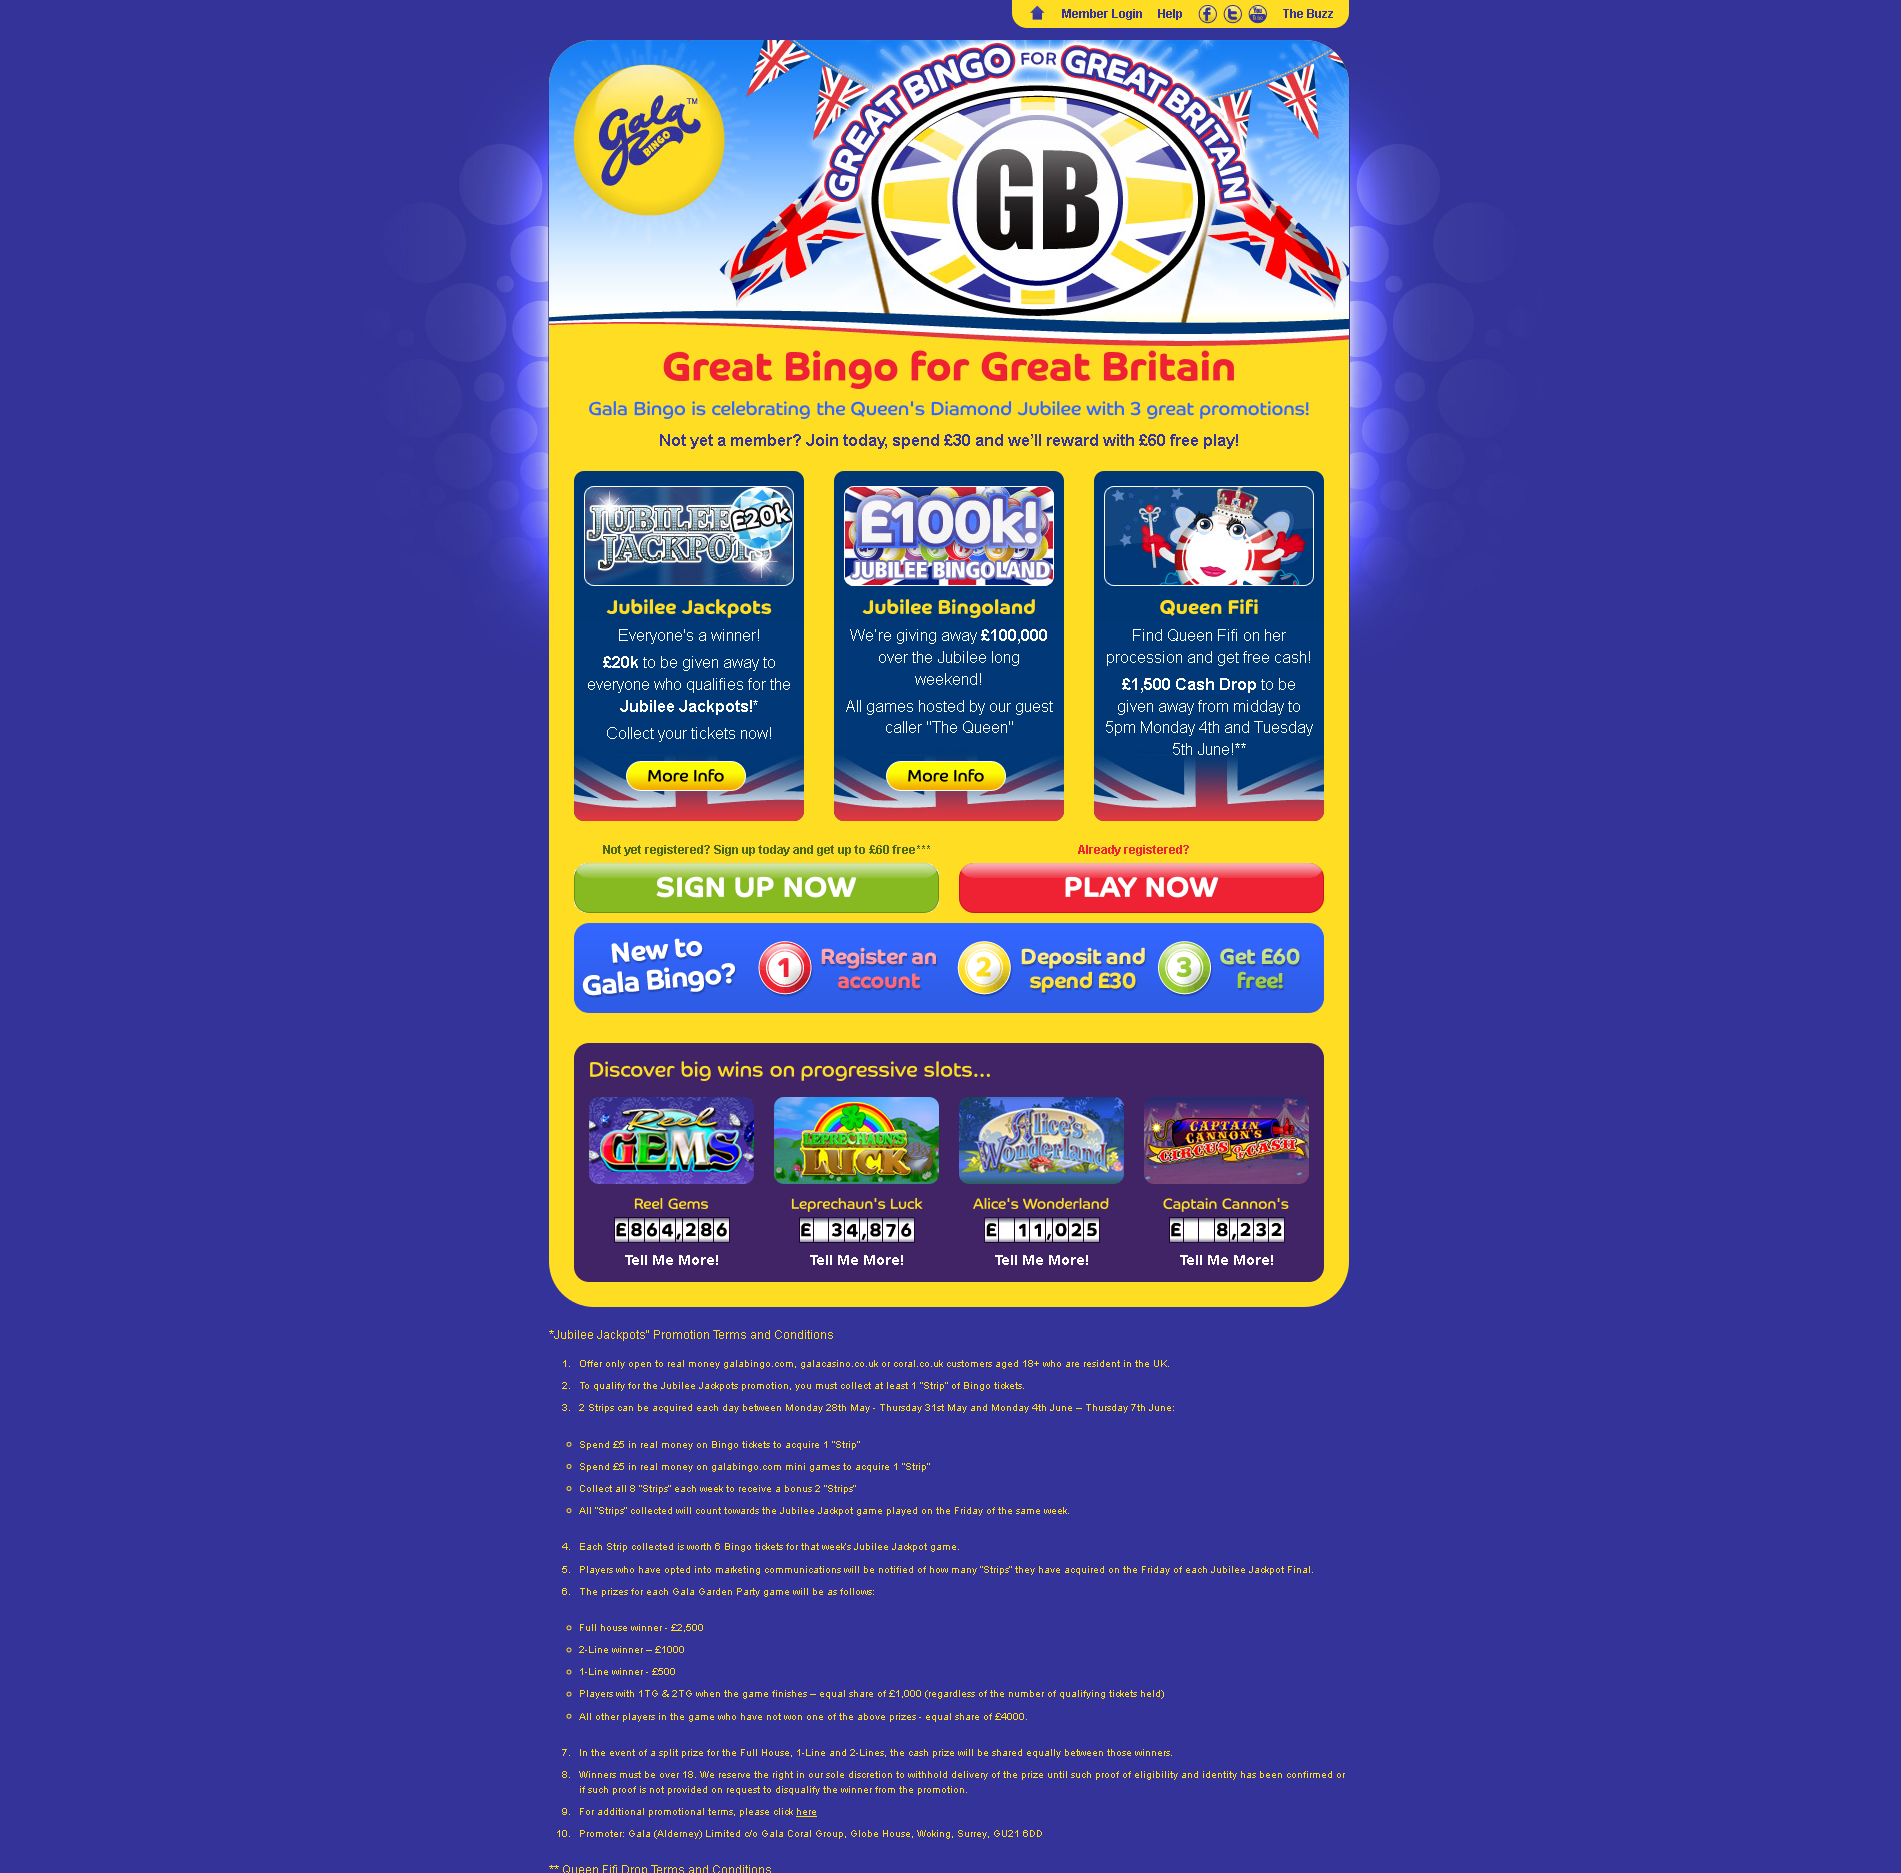 Member Login Help The Buzz
Gala TM
BINGO
GREAT BINGO FOR GREAT BRITAIN
GB
Great Bingo for Great Britain
Gala Bingo is celebrating the Queen's Diamond Jubilee with 3 great promotions!
Not yet a member? Join today, spend £30 and we'll reward with £60 free play!
JUBILEE JACKPOTS £20k
Jubilee Jackpots
Everyone's a winner!
£20k to be given away to
everyone who qualifies for the
Jubilee Jackpots!*
Collect your tickets now!
More Info
£100k!
JUBILEE BINGOLAND
Jubilee Bingoland
We're giving away £100,000
over the Jubilee long
weekend!
All games hosted by our guest
caller "The Queen"
More Info
Queen Fifi
Find Queen Fifi on her
procession and get free cash!
£1,500 Cash Drop to be
given away from midday to
5pm Monday 4th and Tuesday
5th June!**
Not yet registered? Sign up today and get up to £60 free***
SIGN UP NOW
Already registered?
PLAY NOW
New to
Gala Bingo?
1 Register an
account
2 Deposit and
spend £30
3 Get £60
free!
Discover big wins on progressive slots...
Reel
GEMS
LEPRECHAUN'S
LUCK
Alice's
Wonderland
CAPTAIN
CANNON'S
CIRCUS OF CASH
Reel Gems Leprechaun's Luck Alice's Wonderland Captain Cannon's
£864,286 £ 34,876 £ 11,025 £ 8,232
Tell Me More! Tell Me More! Tell Me More! Tell Me More!
*Jubilee Jackpots" Promotion Terms and Conditions
1. Offer only open to real money galabingo.com, galacasino.co.uk or coral.co.uk customers aged 18+ who are resident in the UK.
2. To qualify for the Jubilee Jackpots promotion, you must collect at least 1 "Strip" of Bingo tickets.
3. 2 Strips can be acquired each day between Monday 28th May - Thursday 31st May and Monday 4th June – Thursday 7th June:
Spend £5 in real money on Bingo tickets to acquire 1 "Strip"
Spend £5 in real money on galabingo.com mini games to acquire 1 "Strip"
Collect all 8 "Strips" each week to receive a bonus 2 "Strips"
All "Strips" collected will count towards the Jubilee Jackpot game played on the Friday of the same week.
4. Each Strip collected is worth 6 Bingo tickets for that week's Jubilee Jackpot game.
5. Players who have opted into marketing communications will be notified of how many "Strips" they have acquired on the Friday of each Jubilee Jackpot Final.
6. The prizes for each Gala Garden Party game will be as follows:
Full house winner - £2,500
2-Line winner – £1000
1-Line winner - £500
Players with 1TG & 2TG when the game finishes – equal share of £1,000 (regardless of the number of qualifying tickets held)
All other players in the game who have not won one of the above prizes - equal share of £4000.
7. In the event of a split prize for the Full House, 1-Line and 2-Lines, the cash prize will be shared equally between those winners.
8. Winners must be over 18. We reserve the right in our sole discretion to withhold delivery of the prize until such proof of eligibility and identity has been confirmed or
if such proof is not provided on request to disqualify the winner from the promotion.
9. For additional promotional terms, please click here
10. Promoter: Gala (Alderney) Limited c/o Gala Coral Group, Globe House, Woking, Surrey, GU21 6DD
** Queen Fifi Drop Terms and Conditions